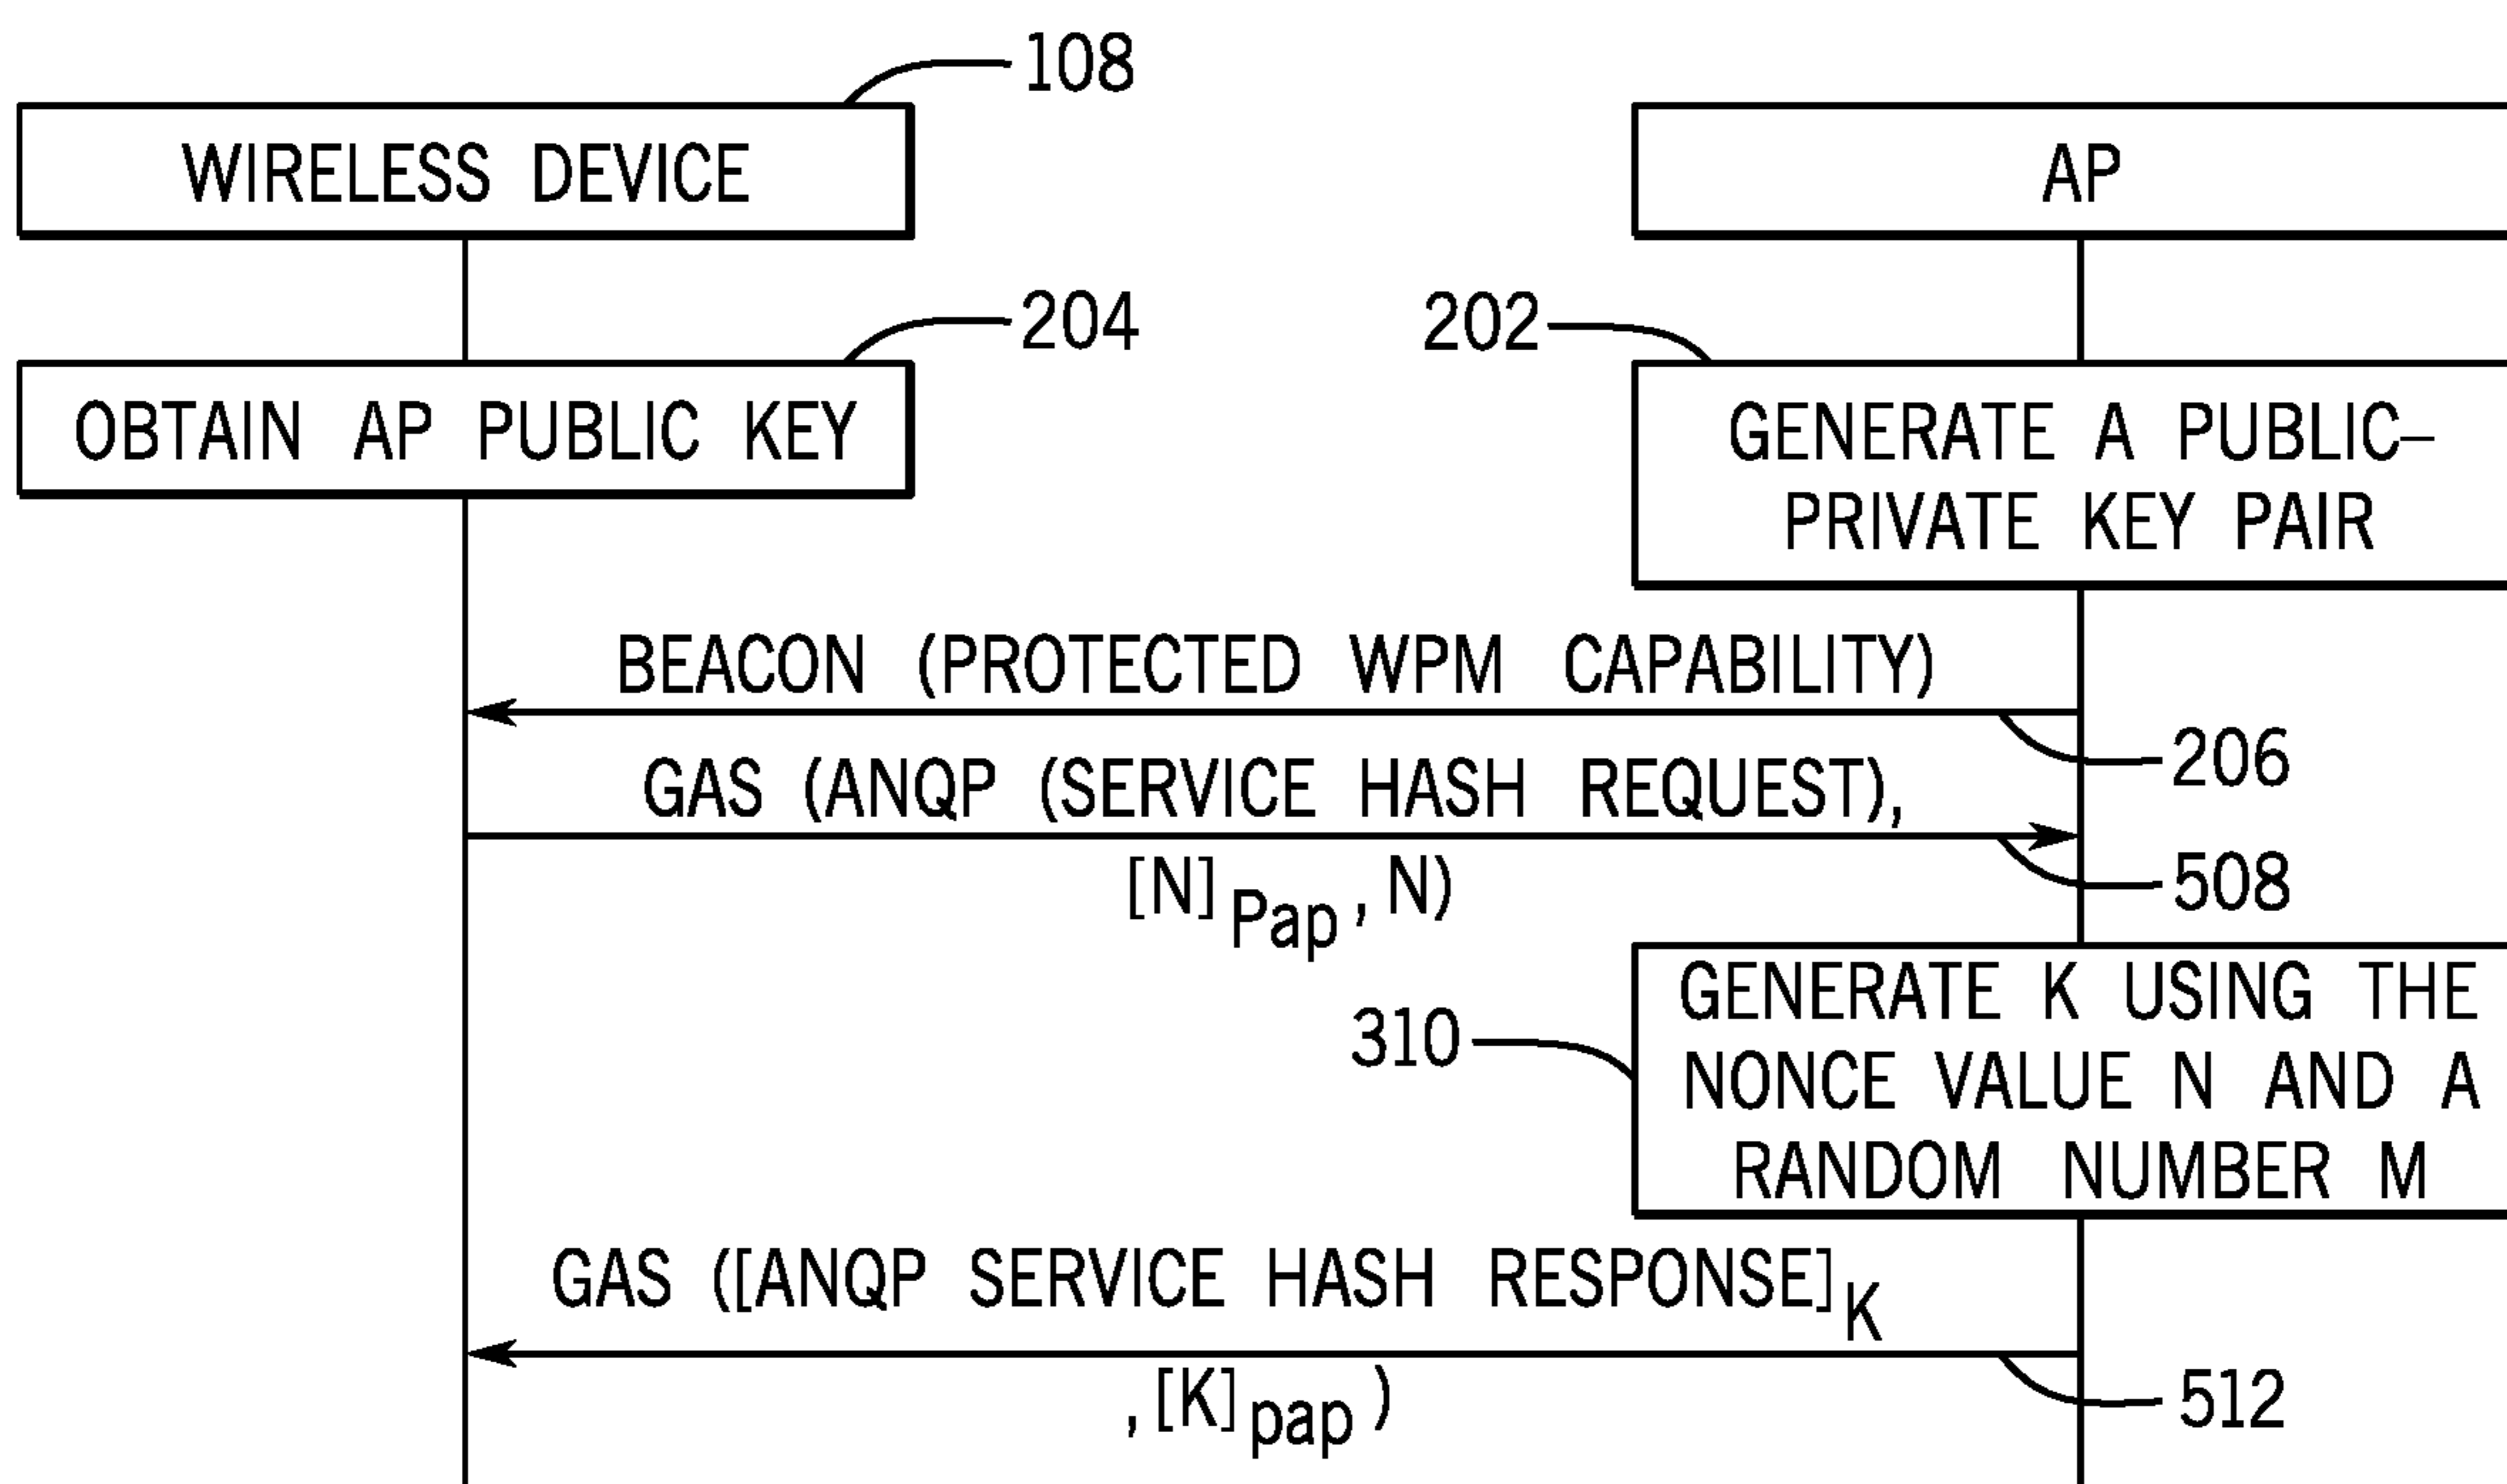 108
WIRELESS DEVICE
AP
204
202
OBTAIN AP PUBLIC KEY
GENERATE A PUBLIC–
PRIVATE KEY PAIR
BEACON (PROTECTED WPM CAPABILITY)
206
GAS (ANQP (SERVICE HASH REQUEST),
508
[N]Pap, N)
310
GENERATE K USING THE
NONCE VALUE N AND A
RANDOM NUMBER M
GAS ([ANQP SERVICE HASH RESPONSE]K
, [K]pap)
512